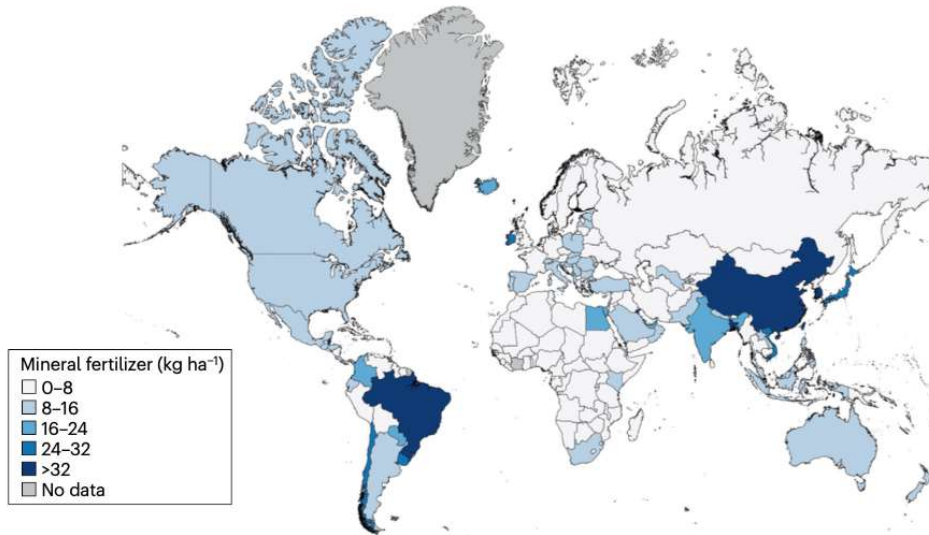 Mineral fertilizer (kg ha⁻¹)
0–8
8–16
16–24
24–32
>32
No data